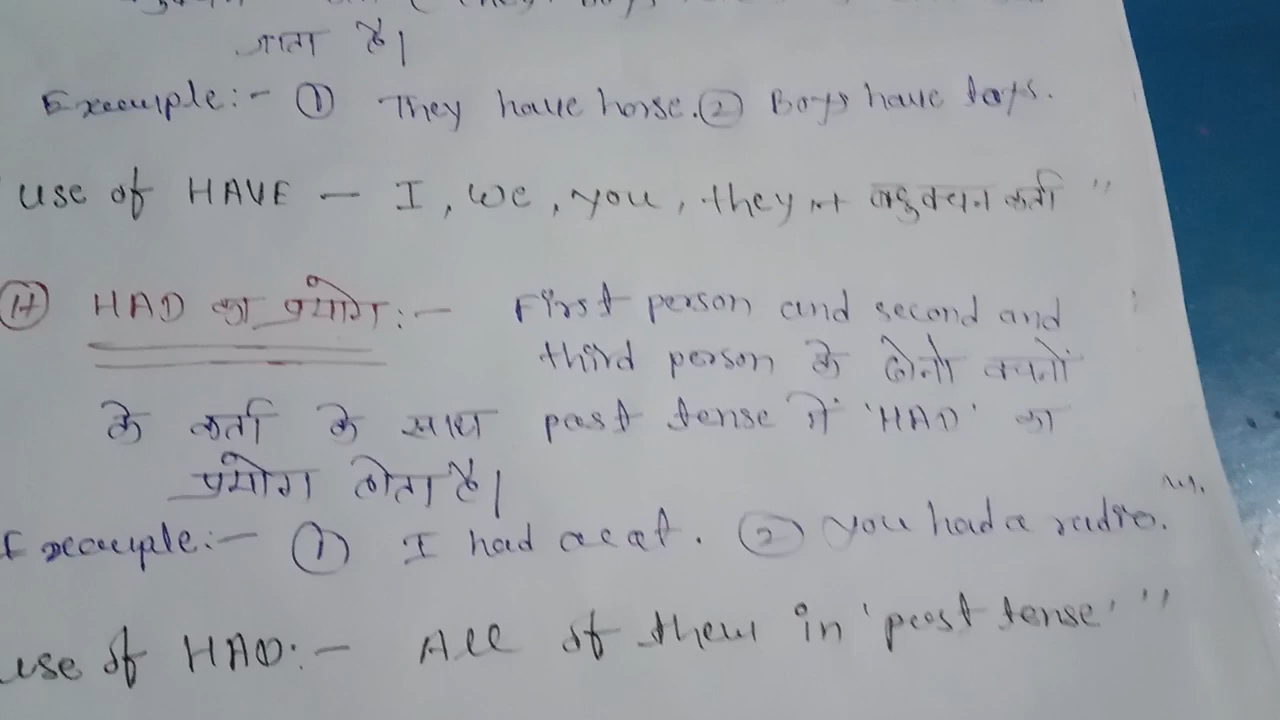 जाता है।
Example:- ① They have horse. ② Boys have toys.
use of HAVE – I, we, you, they बहुवचन कर्ता "
HAD का प्रयोग:- First person and second and
third person के दोनों वचनों
के कर्ता के साथ past tense में 'HAD' का
प्रयोग होता है।
Example:- ① I had a cat. ② You had a radio.
use of HAD:- All of them in 'past tense' "